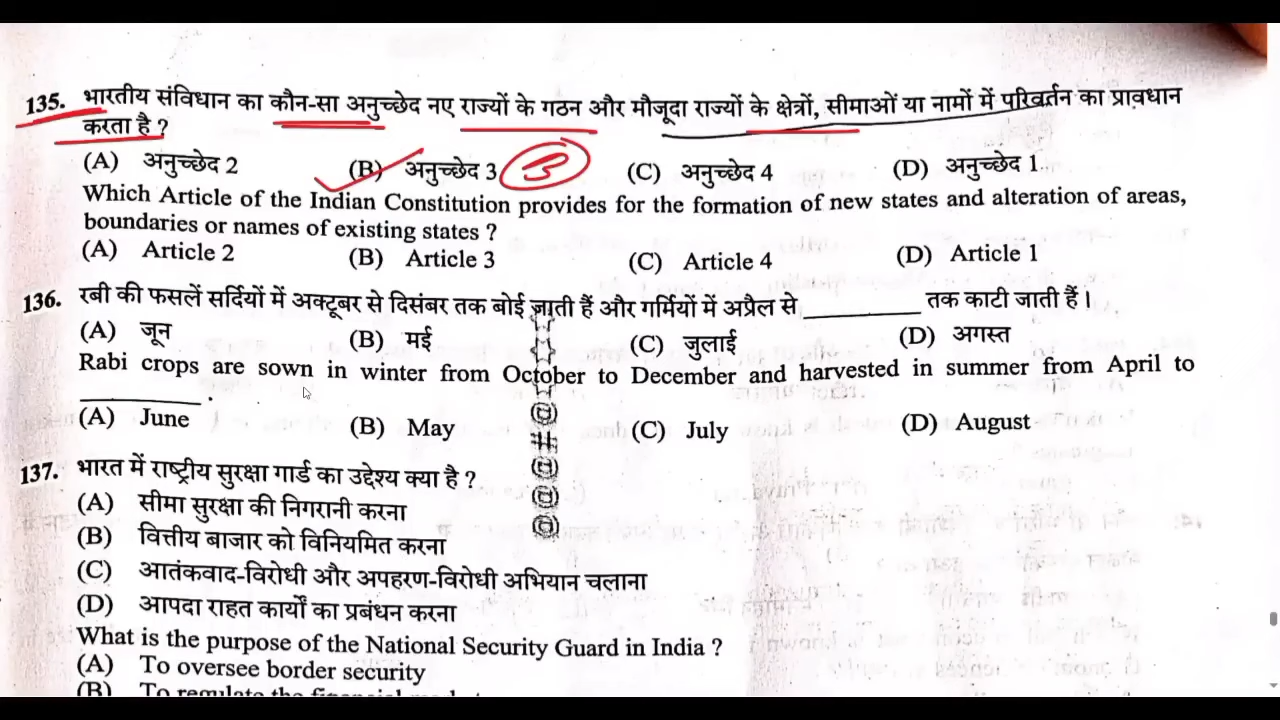 135. भारतीय संविधान का कौन-सा अनुच्छेद नए राज्यों के गठन और मौजूदा राज्यों के क्षेत्रों, सीमाओं या नामों में परिवर्तन का प्रावधान
करता है ?
(A) अनुच्छेद 2 (B) अनुच्छेद 3 (C) अनुच्छेद 4 (D) अनुच्छेद 1
Which Article of the Indian Constitution provides for the formation of new states and alteration of areas,
boundaries or names of existing states ?
(A) Article 2 (B) Article 3 (C) Article 4 (D) Article 1
136. रबी की फसलें सर्दियों में अक्टूबर से दिसंबर तक बोई जाती हैं और गर्मियों में अप्रैल से __________ तक काटी जाती हैं।
(A) जून (B) मई (C) जुलाई (D) अगस्त
Rabi crops are sown in winter from October to December and harvested in summer from April to
__________ .
(A) June (B) May (C) July (D) August
137. भारत में राष्ट्रीय सुरक्षा गार्ड का उद्देश्य क्या है ?
(A) सीमा सुरक्षा की निगरानी करना
(B) वित्तीय बाजार को विनियमित करना
(C) आतंकवाद-विरोधी और अपहरण-विरोधी अभियान चलाना
(D) आपदा राहत कार्यों का प्रबंधन करना
What is the purpose of the National Security Guard in India ?
(A) To oversee border security
(B) To regulate the financial market